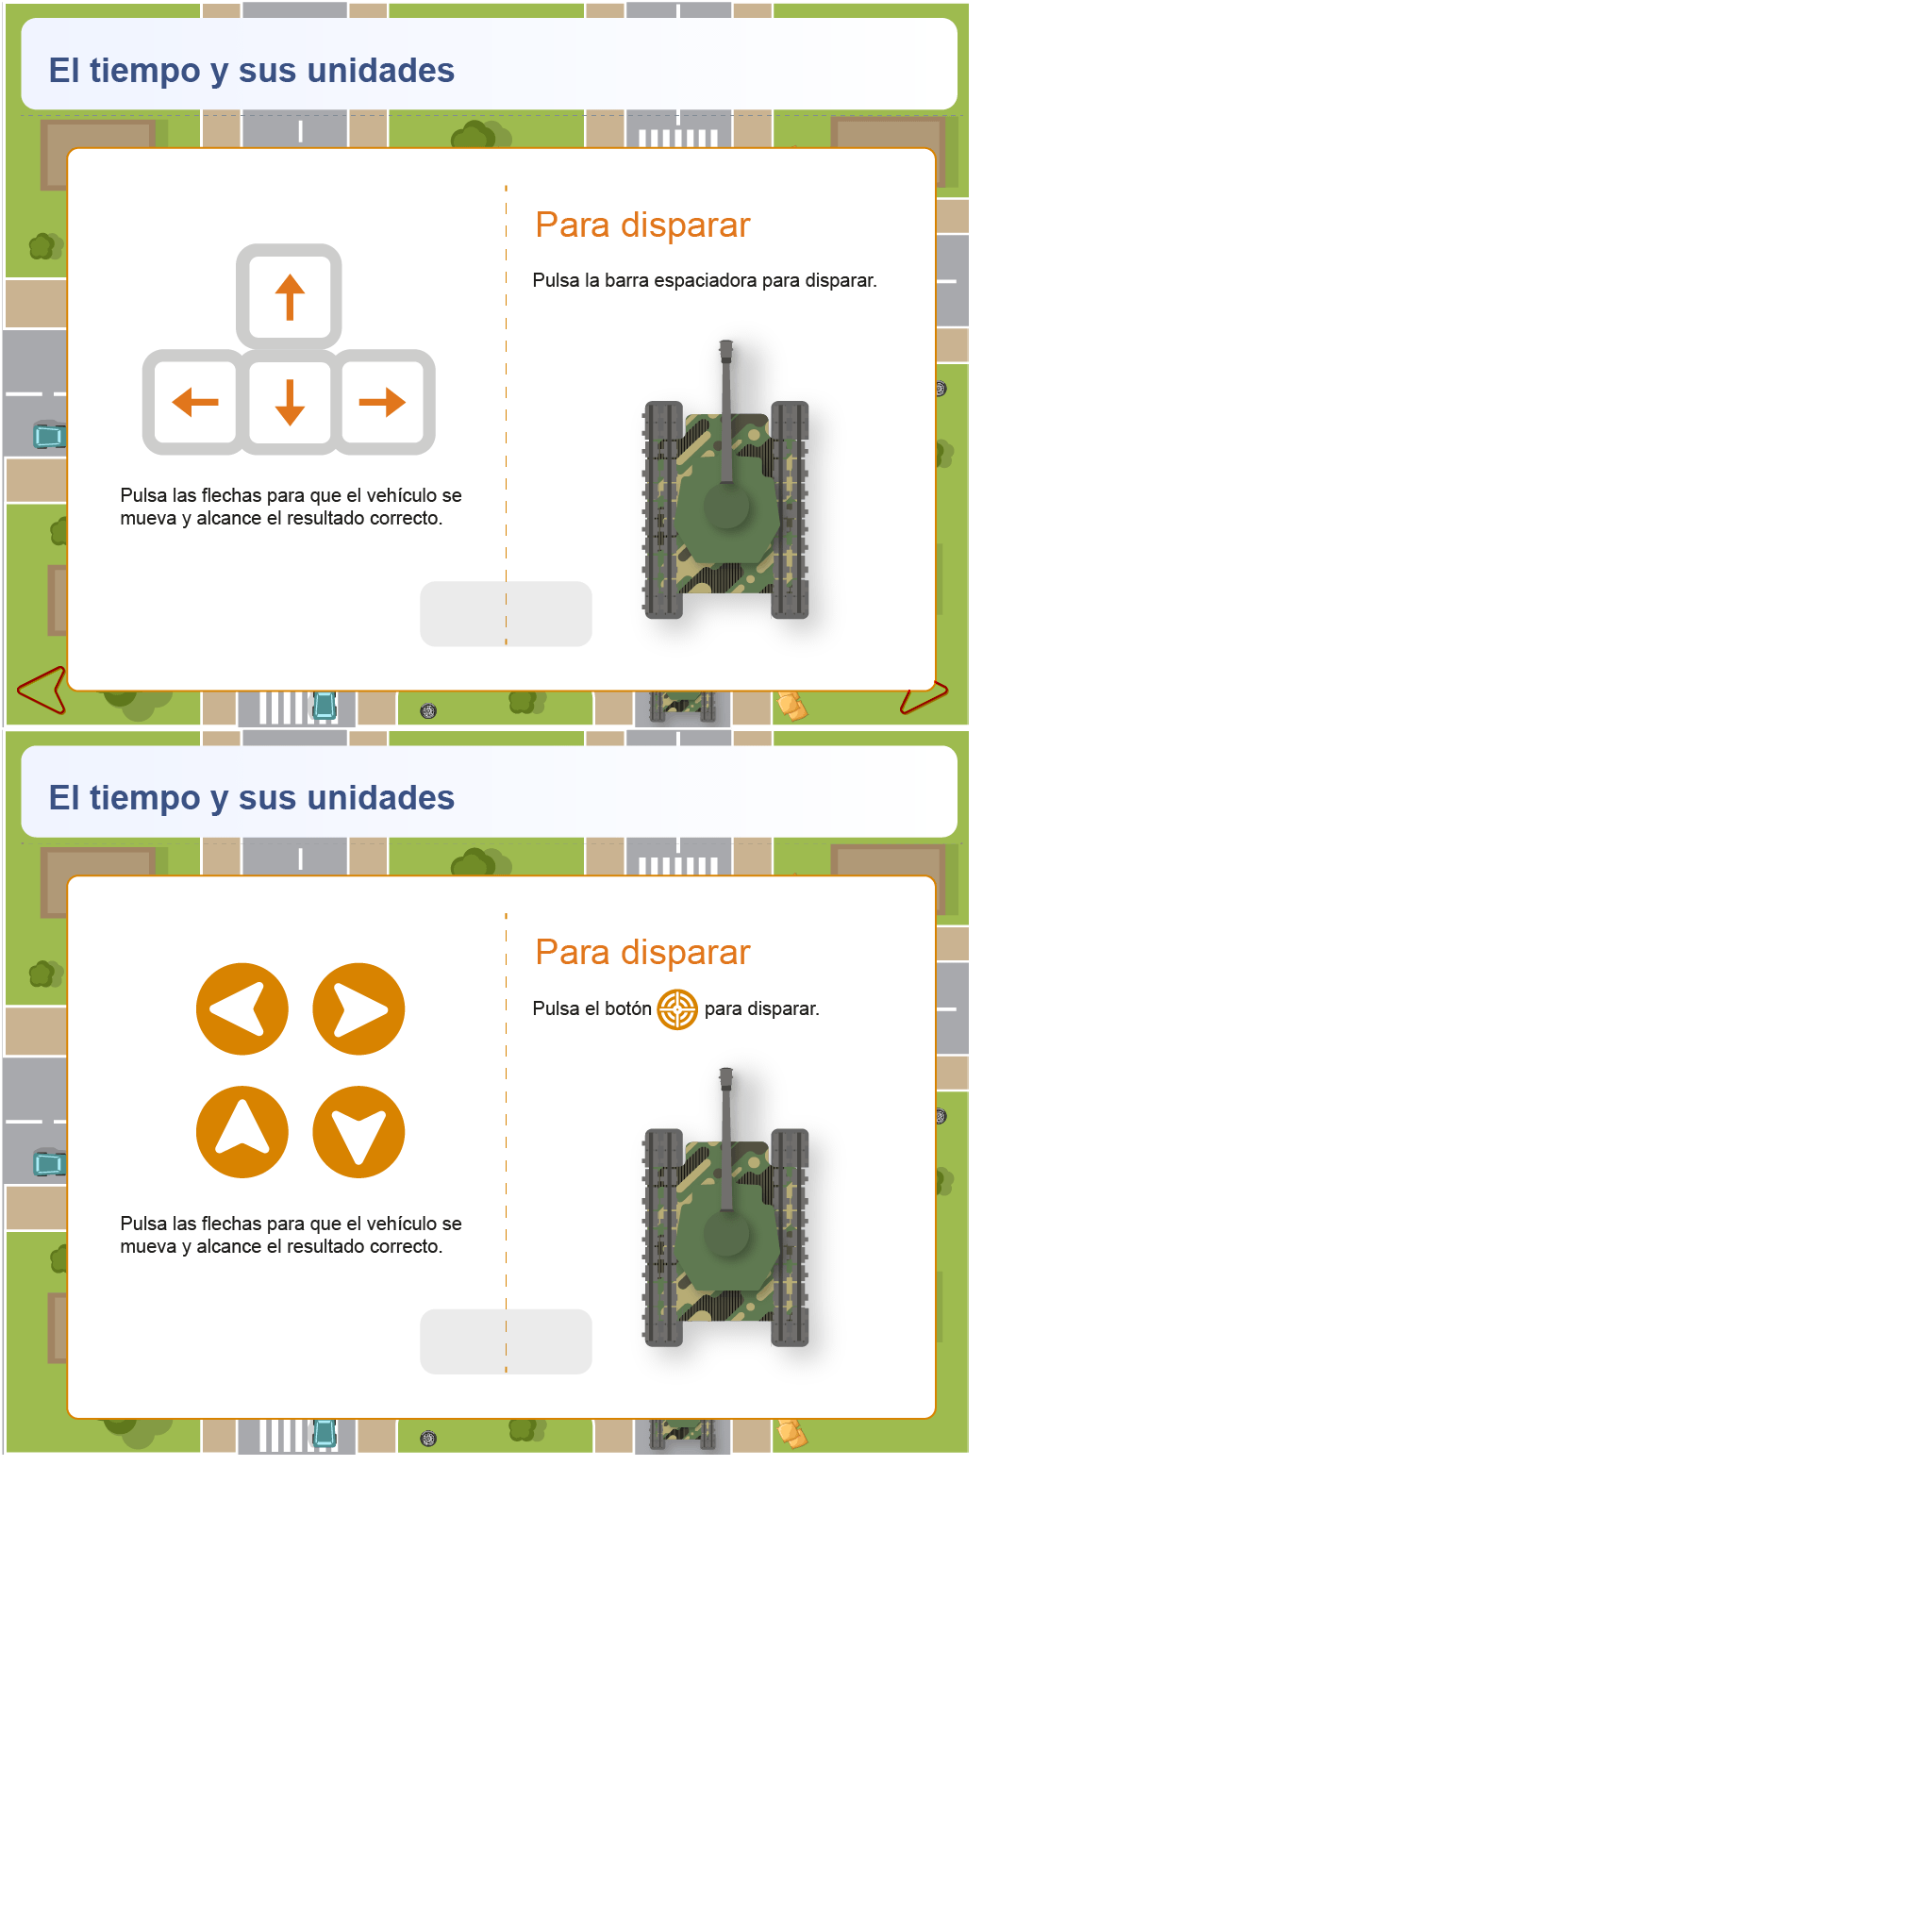 El tiempo y sus unidades
Para disparar
Pulsa la barra espaciadora para disparar.
Pulsa las flechas para que el vehículo se
mueva y alcance el resultado correcto.
El tiempo y sus unidades
Para disparar
Pulsa el botón para disparar.
Pulsa las flechas para que el vehículo se
mueva y alcance el resultado correcto.